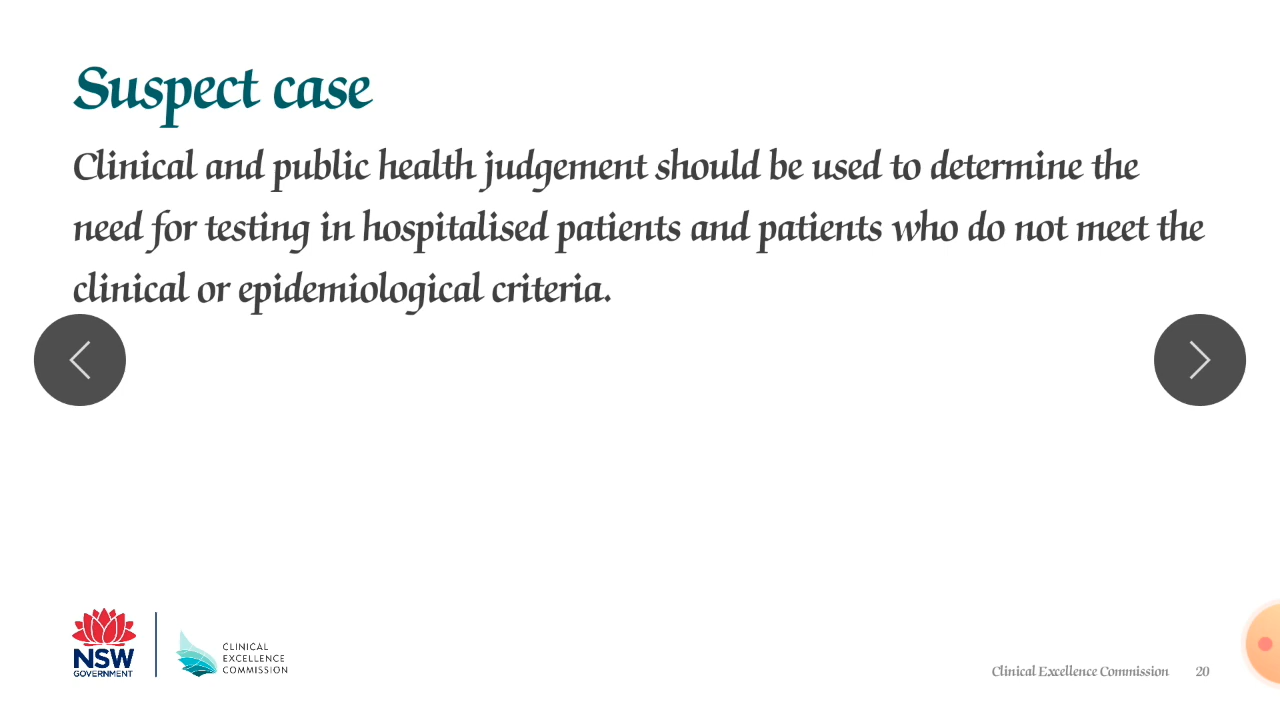 Suspect case
Clinical and public health judgement should be used to determine the
need for testing in hospitalised patients and patients who do not meet the
clinical or epidemiological criteria.
NSW
GOVERNMENT
CLINICAL
EXCELLENCE
COMMISSION
Clinical Excellence Commission 20